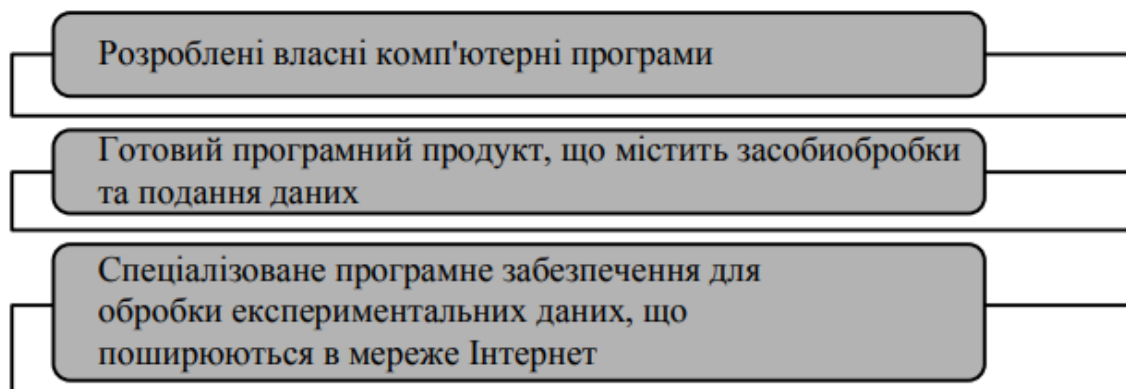 Розроблені власні комп'ютерні програми
Готовий програмний продукт, що містить засобиобробки
та подання даних
Спеціалізоване програмне забезпечення для
обробки експериментальних даних, що
поширюються в мереже Інтернет